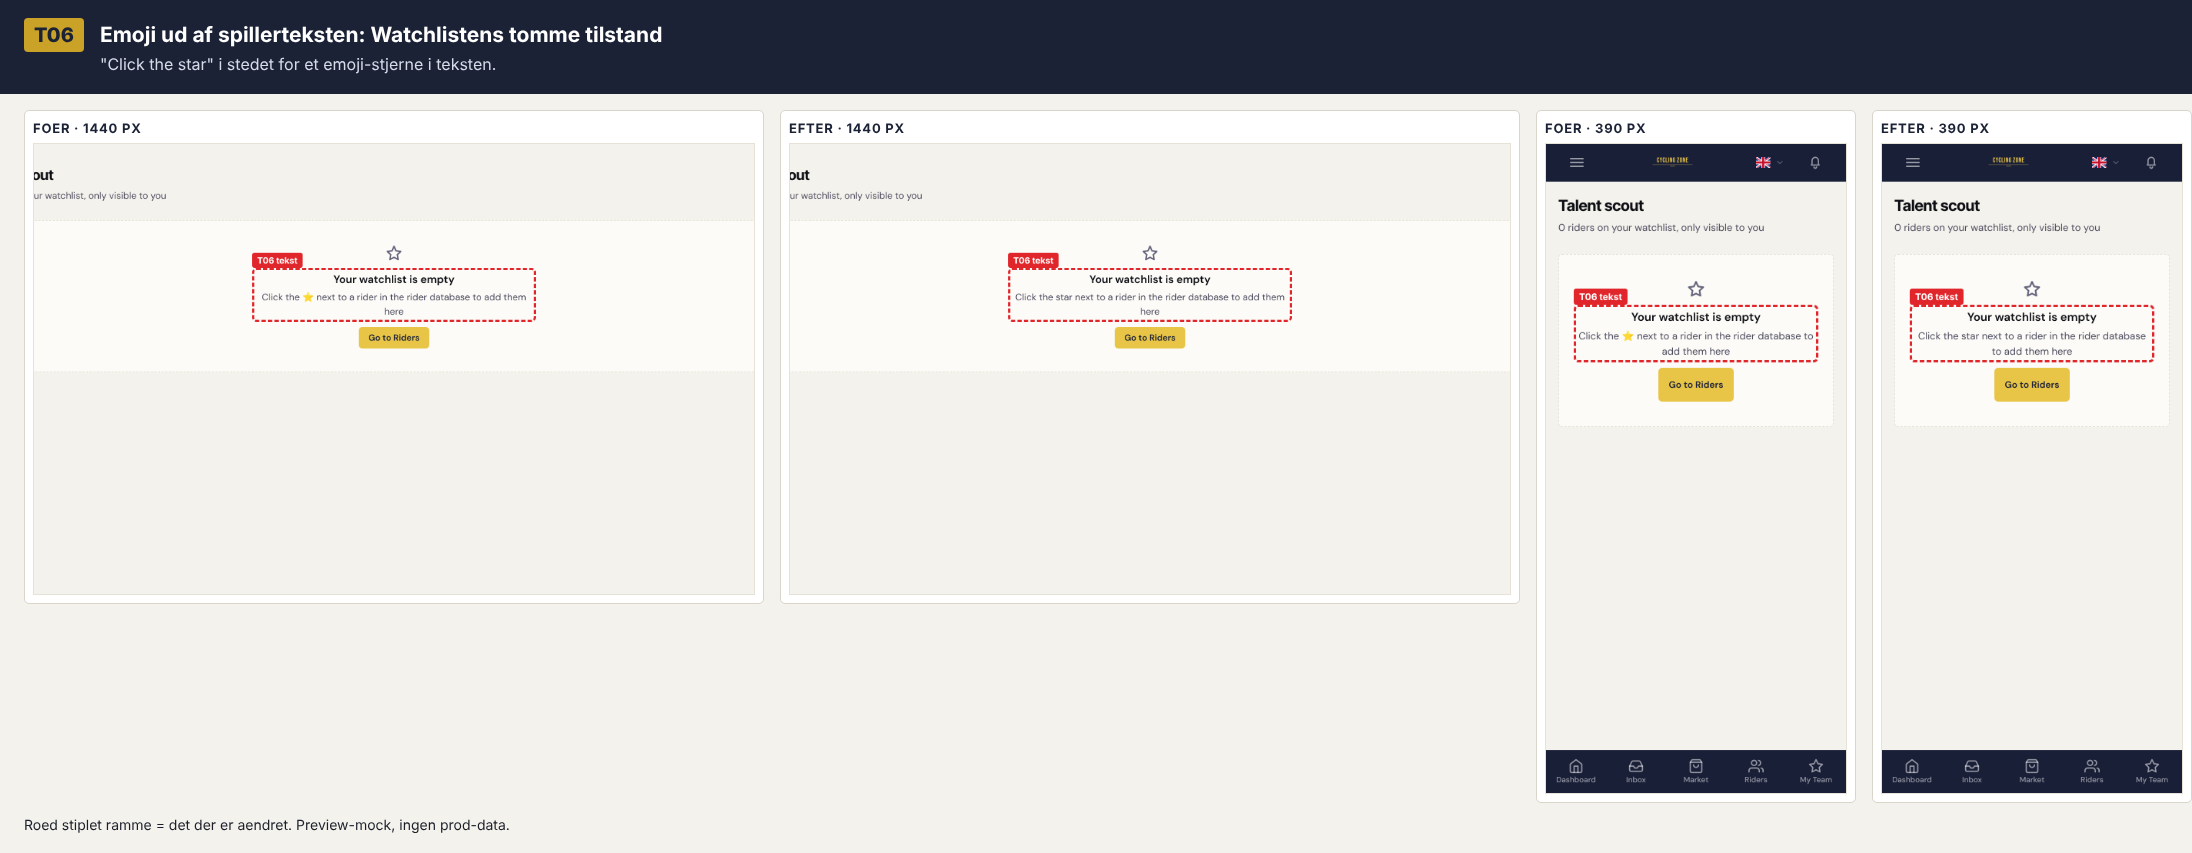 T06
Emoji ud af spillerteksten: Watchlistens tomme tilstand
"Click the star" i stedet for et emoji-stjerne i teksten.
FOER · 1440 PX
out
ur watchlist, only visible to you
T06 tekst
Your watchlist is empty
Click the ⭐ next to a rider in the rider database to add them
here
Go to Riders
EFTER · 1440 PX
out
ur watchlist, only visible to you
T06 tekst
Your watchlist is empty
Click the star next to a rider in the rider database to add them
here
Go to Riders
FOER · 390 PX
CYCLING ZONE
Talent scout
0 riders on your watchlist, only visible to you
T06 tekst
Your watchlist is empty
Click the ⭐ next to a rider in the rider database to
add them here
Go to Riders
Dashboard
Inbox
Market
Riders
My Team
EFTER · 390 PX
CYCLING ZONE
Talent scout
0 riders on your watchlist, only visible to you
T06 tekst
Your watchlist is empty
Click the star next to a rider in the rider database
to add them here
Go to Riders
Dashboard
Inbox
Market
Riders
My Team
Roed stiplet ramme = det der er aendret. Preview-mock, ingen prod-data.